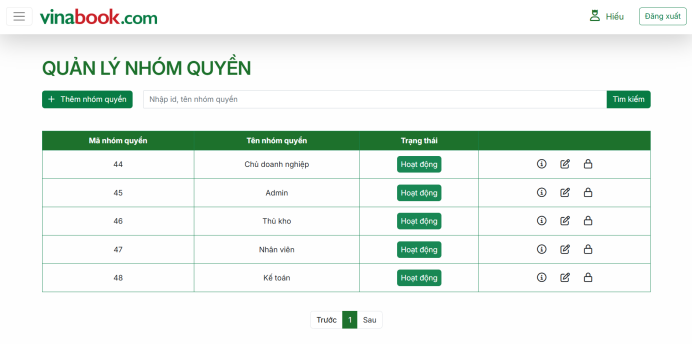 vinabook.com
Hiếu
Đăng xuất
QUẢN LÝ NHÓM QUYỀN
+ Thêm nhóm quyền
Nhập id, tên nhóm quyền
Tìm kiếm
Mã nhóm quyền Tên nhóm quyền Trạng thái
44 Chủ doanh nghiệp Hoạt động
45 Admin Hoạt động
46 Thủ kho Hoạt động
47 Nhân viên Hoạt động
48 Kế toán Hoạt động
Trước 1 Sau